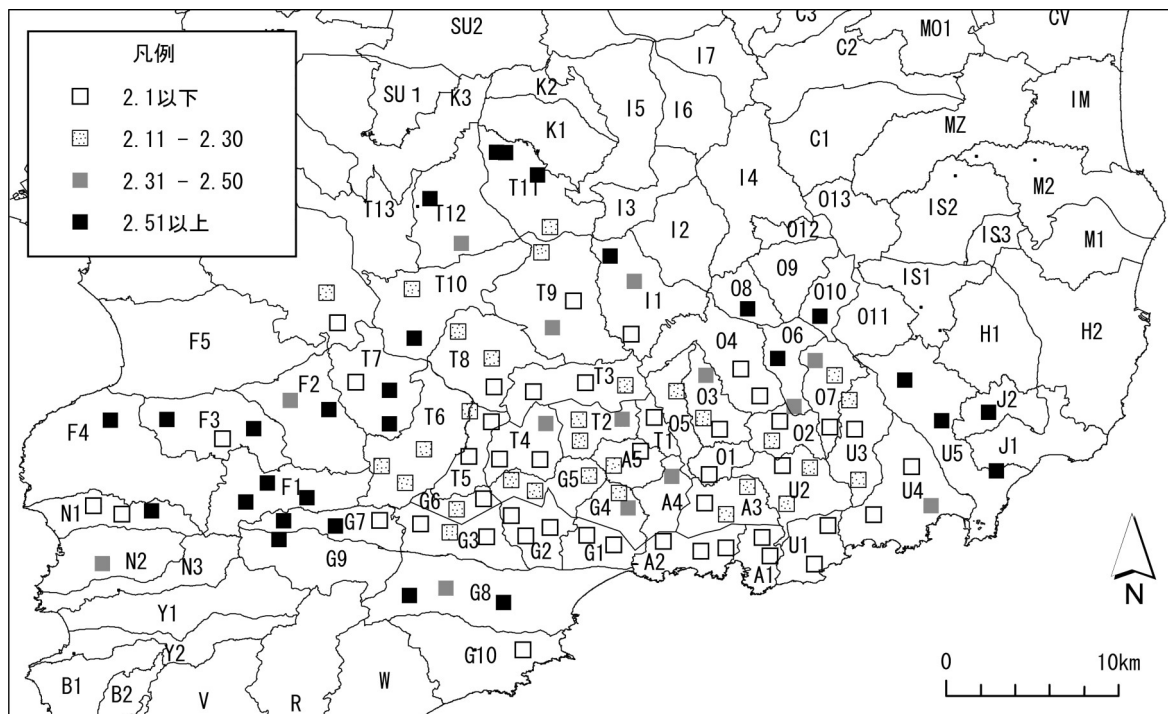 凡例
2.1以下
2.11 - 2.30
2.31 - 2.50
2.51以上
SU2
C3
MO1
CV
C2
I7
SU1
K3
K2
I5
I6
IM
K1
C1
MZ
I4
M2
T13
T12
T11
I3
O13
IS2
I2
O12
IS3
M1
O9
IS1
T10
T9
O8
O10
I1
O11
H1
H2
F5
O4
O6
T8
T7
F2
T3
O3
O7
J2
F4
F3
T6
T2
O5
O2
T4
T1
U3
U5
J1
A5
O1
F1
T5
G5
U2
U4
G6
G4
A4
A3
N1
G7
G3
G2
G1
U1
N2
N3
G9
A2
A1
G8
Y1
N
Y2
G10
W
B1
B2
V
R
0
10km